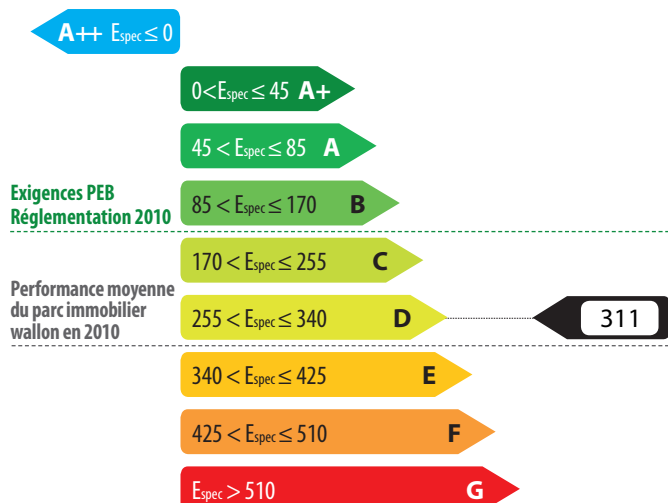 A++ Espec ≤ 0
0<Espec ≤ 45 A+
45 < Espec ≤ 85 A
Exigences PEB
Réglementation 2010
85 < Espec ≤ 170 B
170 < Espec ≤ 255 C
Performance moyenne
du parc immobilier
wallon en 2010
255 < Espec ≤ 340 D
311
340 < Espec ≤ 425 E
425 < Espec ≤ 510 F
Espec > 510 G